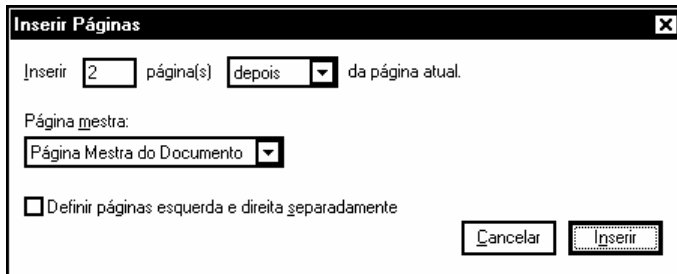 Inserir Páginas
Inserir 2 página(s) depois da página atual.
Página mestra:
Página Mestra do Documento
Definir páginas esquerda e direita separadamente
Cancelar Inserir